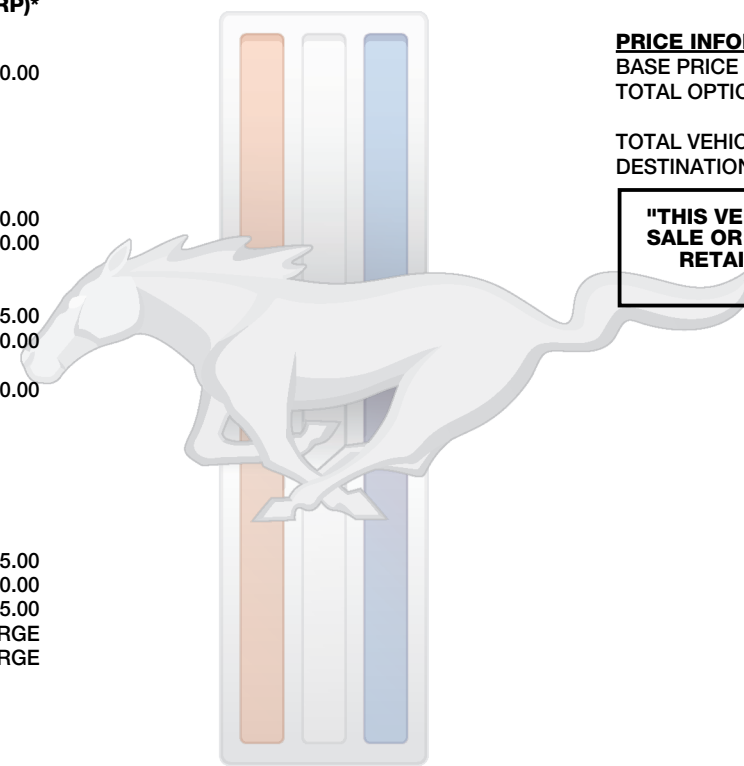 RP)*
0.00
0.00
0.00
5.00
0.00
0.00
5.00
0.00
5.00
RGE
RGE
PRICE INFO
BASE PRICE
TOTAL OPTIO
TOTAL VEHIC
DESTINATION
"THIS VE
SALE OR
RETAI